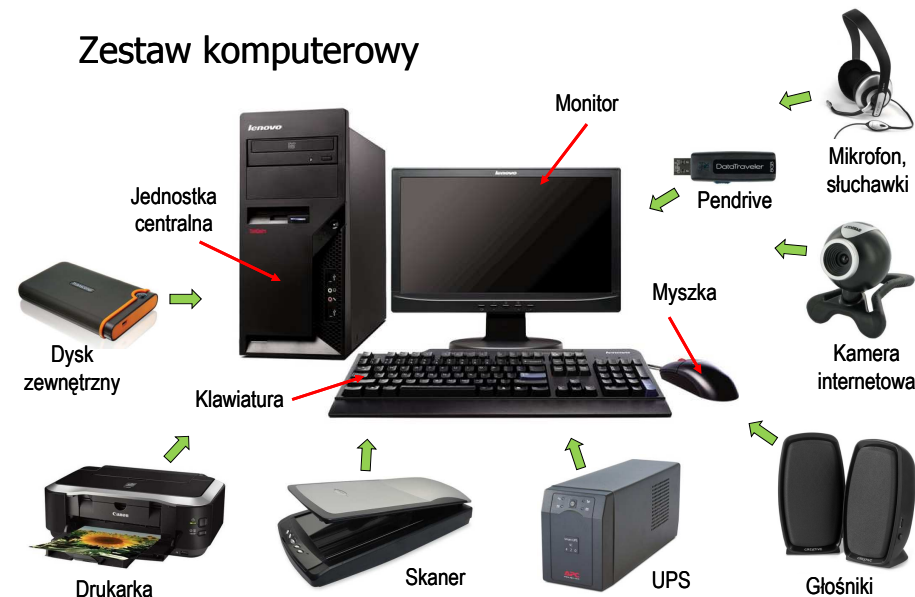 Zestaw komputerowy
lenovo
Monitor
Mikrofon,
słuchawki
DataTraveler
Pendrive
lenovo
Jednostka
centralna
Myszka
Dysk
zewnętrzny
Klawiatura
Kamera
internetowa
Canon
Drukarka
Skaner
APC
UPS
Głośniki